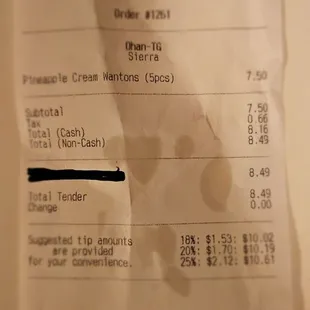 Order #1261
Ohan-TG
Sierra
Pineapple Cream Wantons (5pcs) 7.50
Subtotal 7.50
Tax 0.66
Total (Cash) 8.16
Total (Non-Cash) 8.49
8.49
Total Tender 8.49
Change 0.00
Suggested tip amounts 18%: $1.53: $10.02
are provided 20%: $1.70: $10.19
for your convenience. 25%: $2.12: $10.61